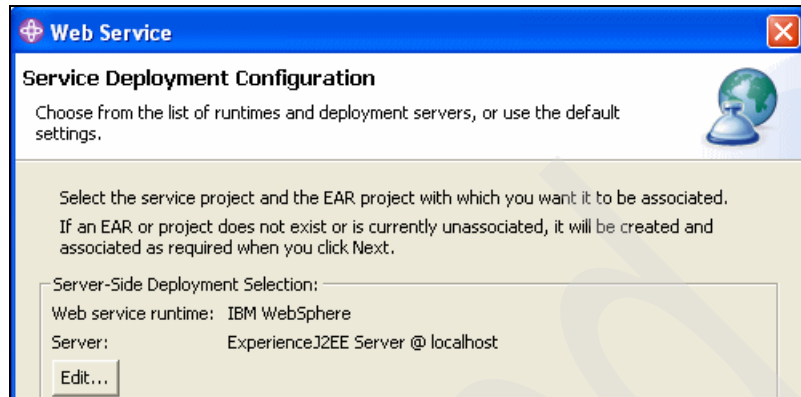 Web Service
Service Deployment Configuration
Choose from the list of runtimes and deployment servers, or use the default
settings.
Select the service project and the EAR project with which you want it to be associated.
If an EAR or project does not exist or is currently unassociated, it will be created and
associated as required when you click Next.
Server-Side Deployment Selection:
Web service runtime: IBM WebSphere
Server: ExperienceJ2EE Server @ localhost
Edit...